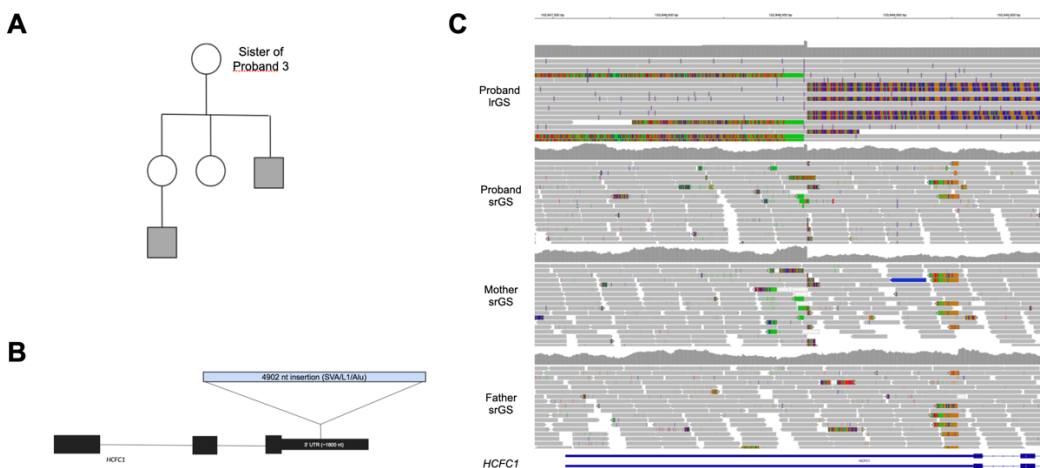 A
Sister of
Proband 3
B
4902 nt insertion (SVA/L1/Alu)
3' UTR (~1800 nt)
HCFC1
C
Proband
lrGS
Proband
srGS
Mother
srGS
Father
srGS
HCFC1
HCFC1